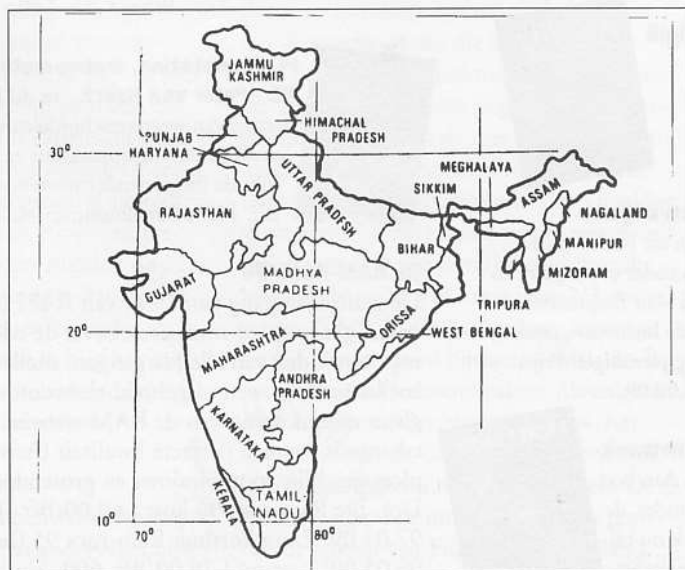 JAMMU
KASHMIR
HIMACHAL
PRADESH
PUNJAB
HARYANA
30°
UTTAR PRADESH
MEGHALAYA
SIKKIM
ASSAM
RAJASTHAN
NAGALAND
BIHAR
MANIPUR
GUJARAT
MADHYA
PRADESH
MIZORAM
TRIPURA
ORISSA
20°
WEST BENGAL
MAHARASHTRA
ANDHRA
PRADESH
KARNATAKA
KERALA
TAMIL
NADU
10°
70°
80°